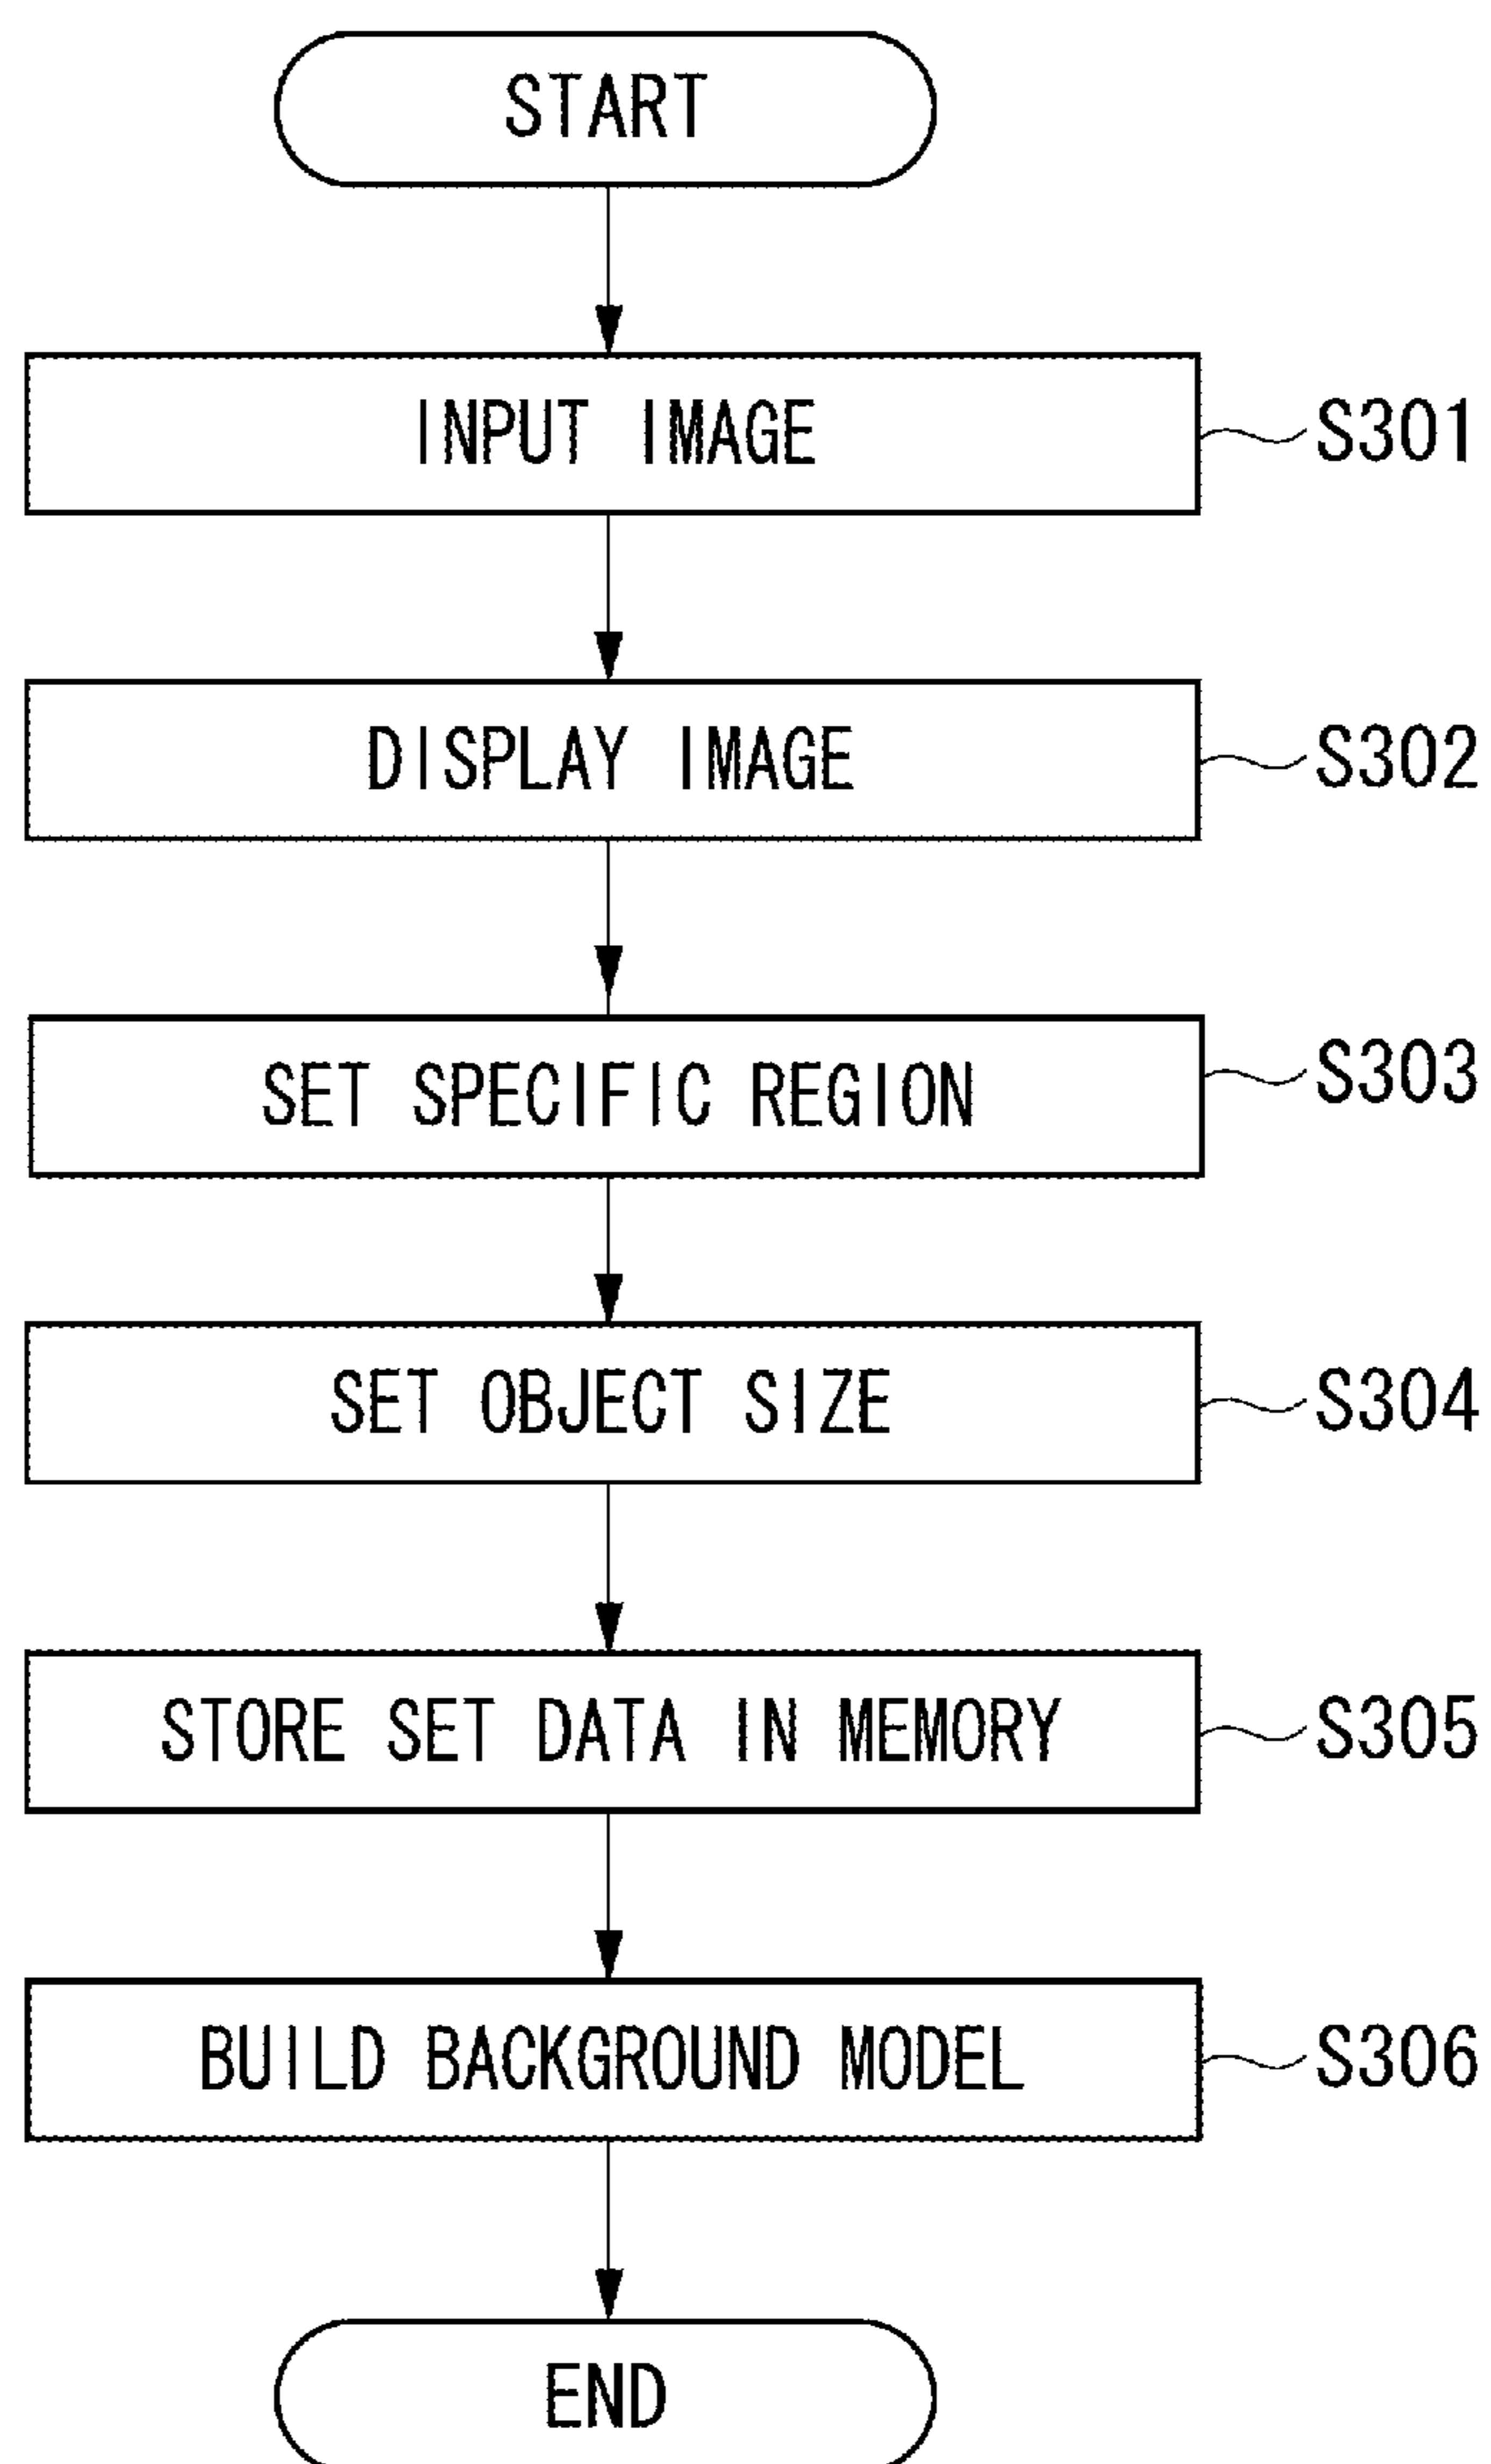 START
INPUT IMAGE S301
DISPLAY IMAGE S302
SET SPECIFIC REGION S303
SET OBJECT SIZE S304
STORE SET DATA IN MEMORY S305
BUILD BACKGROUND MODEL S306
END